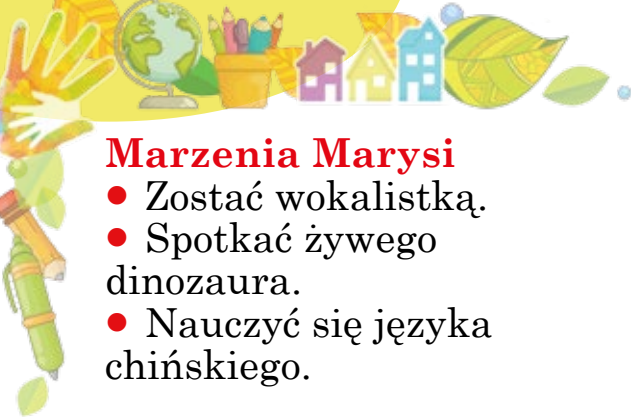 Marzenia Marysi
● Zostać wokalistką.
● Spotkać żywego
dinozaura.
● Nauczyć się języka
chińskiego.